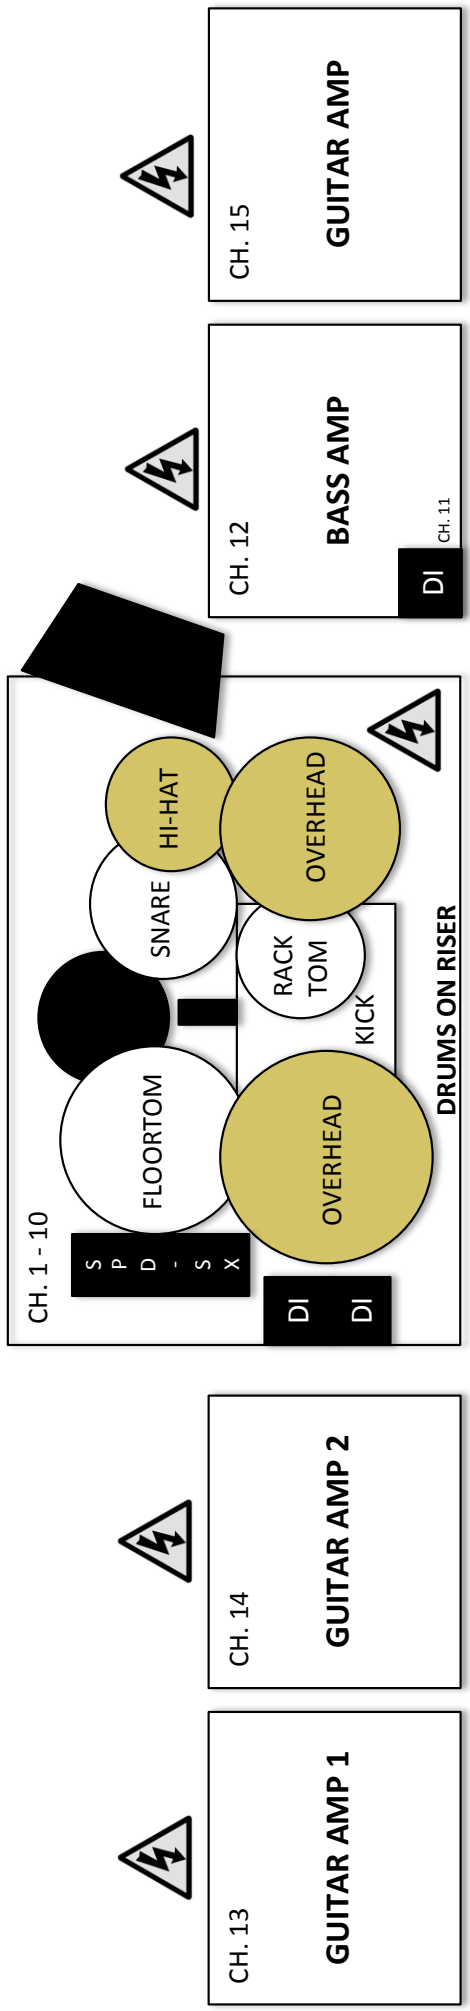 CH. 13
GUITAR AMP 1
CH. 14
GUITAR AMP 2
CH. 1 - 10
S
P
D
-
S
X
DI
DI
FLOORTOM
OVERHEAD
SNARE
HI-HAT
RACK
TOM
KICK
OVERHEAD
DRUMS ON RISER
CH. 12
BASS AMP
DI
CH. 11
CH. 15
GUITAR AMP